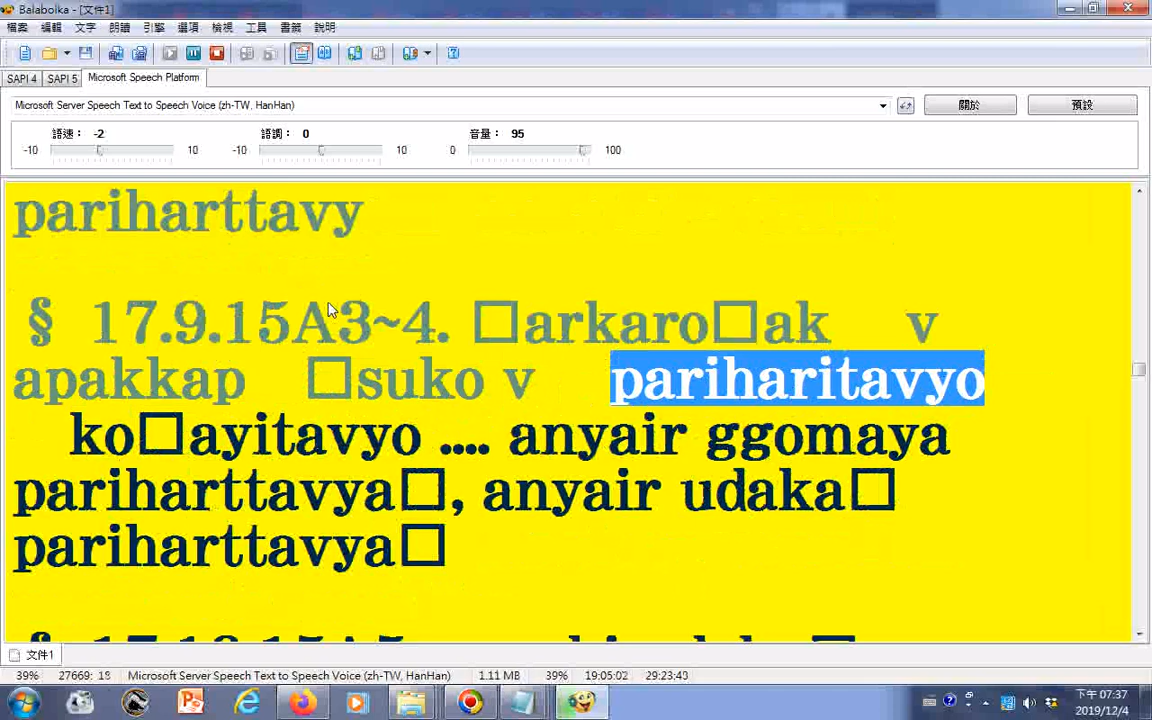 Balabolka - [文件1]
檔案 編輯 文字 朗讀 引擎 選項 檢視 工具 書籤 說明
SAPI 4 SAPI 5 Microsoft Speech Platform
Microsoft Server Speech Text to Speech Voice (zh-TW, HanHan) 關於 預設
語速： -2 語調： 0 音量： 95
-10 10 -10 10 0 100
pariharttavy
§ 17.9.15A3~4. □arkaro□ak v
apakkap □suko v pariharitavyo
ko□ayitavyo .... anyair ggomaya
pariharttavya□, anyair udaka□
pariharttavya□
文件1
39% 27669: 18 Microsoft Server Speech Text to Speech Voice (zh-TW, HanHan) 1.11 MB 39% 19:05:02 29:23:43
下午 07:37
2019/12/4